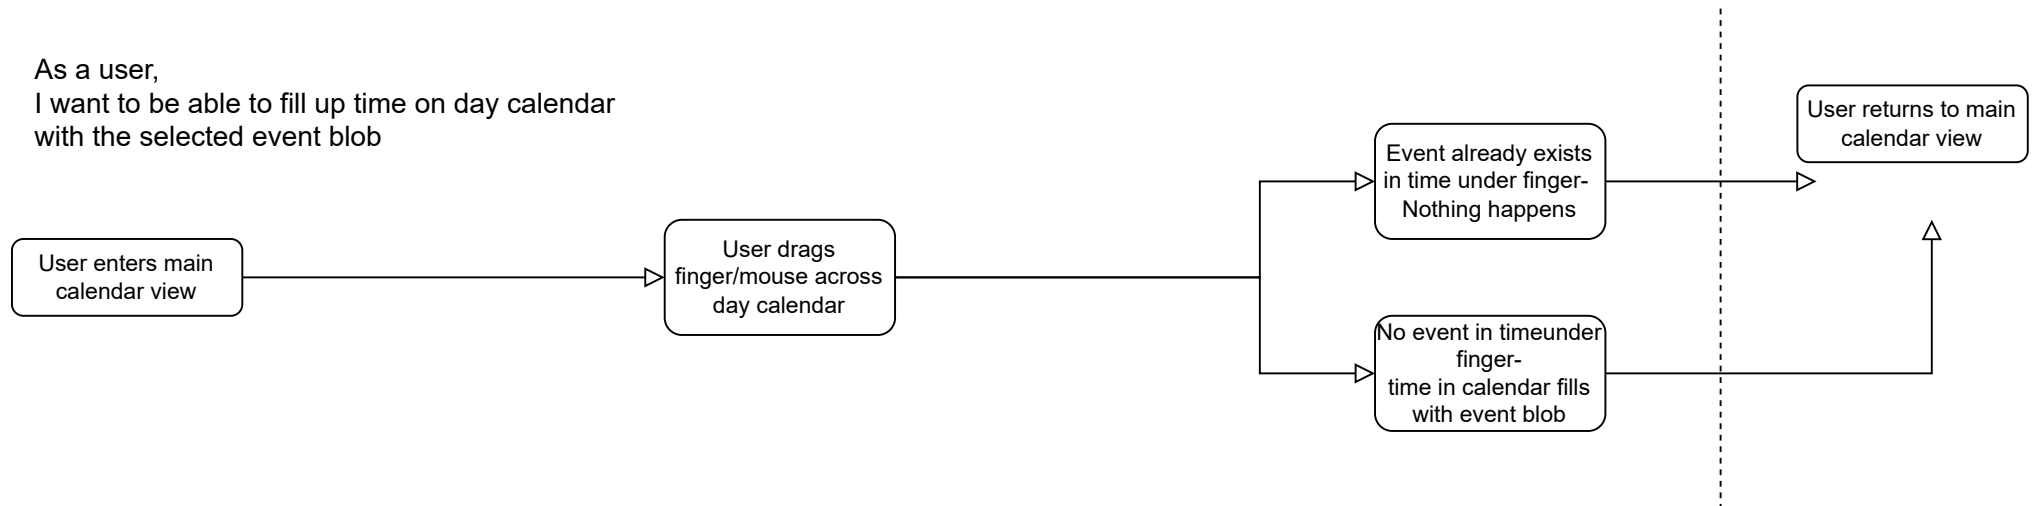 As a user,
I want to be able to fill up time on day calendar
with the selected event blob
User enters main
calendar view
User drags
finger/mouse across
day calendar
Event already exists
in time under finger-
Nothing happens
No event in timeunder
finger-
time in calendar fills
with event blob
User returns to main
calendar view